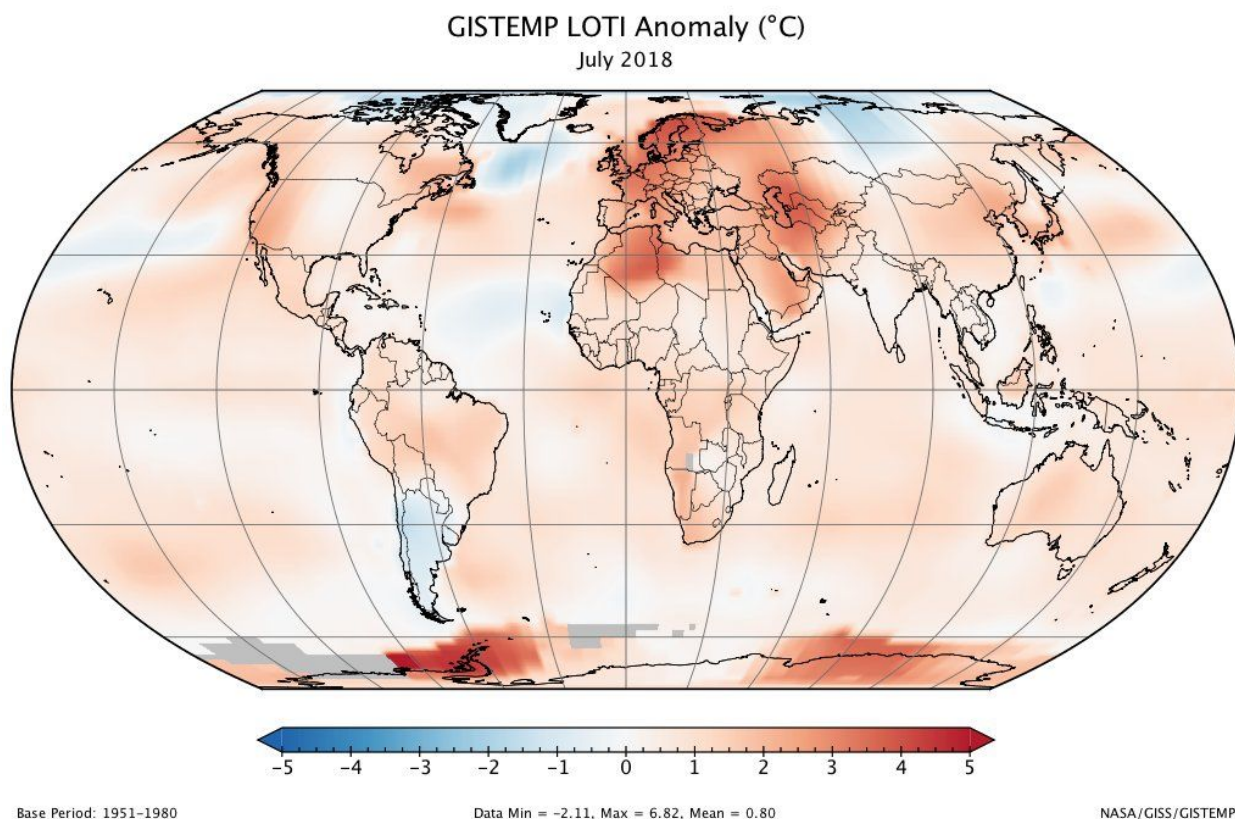 GISTEMP LOTI Anomaly (°C)
July 2018
-5 -4 -3 -2 -1 0 1 2 3 4 5
Base Period: 1951-1980 Data Min = -2.11, Max = 6.82, Mean = 0.80 NASA/GISS/GISTEMP